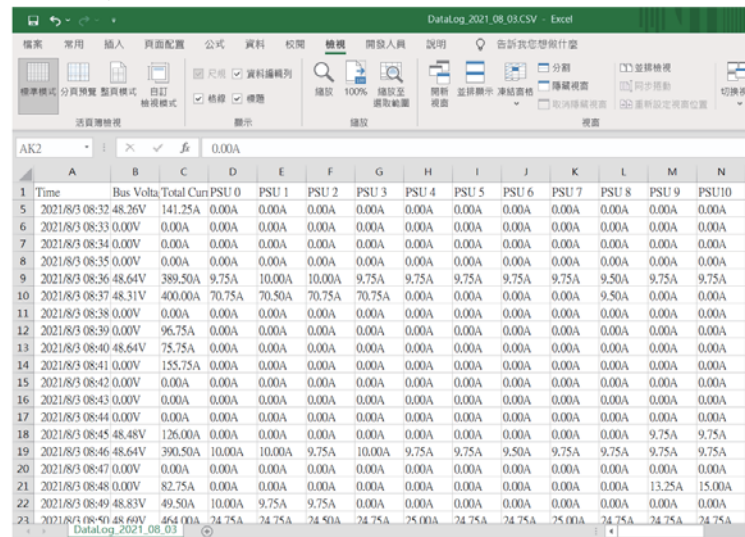 DataLog_2021_08_03.CSV - Excel
檔案 常用 插入 頁面配置 公式 資料 校閱 檢視 開發人員 說明 告訴我您想做什麼
標準模式 分頁預覽 整頁模式 自訂檢視模式 尺規 資料編輯列 格線 標題 縮放 100% 縮放至選取範圍 開新視窗 並排顯示 凍結窗格 分割 隱藏視窗 取消隱藏視窗 並排檢視 同步捲動 重新設定視窗位置
活頁簿檢視 顯示 縮放 視窗
AK2 fx 0.00A
A B C D E F G H I J K L M N
1 Time Bus Volta Total Curr PSU 0 PSU 1 PSU 2 PSU 3 PSU 4 PSU 5 PSU 6 PSU 7 PSU 8 PSU 9 PSU10
5 2021/8/3 08:32 48.26V 141.25A 0.00A 0.00A 0.00A 0.00A 0.00A 0.00A 0.00A 0.00A 0.00A 0.00A 0.00A
6 2021/8/3 08:33 0.00V 0.00A 0.00A 0.00A 0.00A 0.00A 0.00A 0.00A 0.00A 0.00A 0.00A 0.00A 0.00A
7 2021/8/3 08:34 0.00V 0.00A 0.00A 0.00A 0.00A 0.00A 0.00A 0.00A 0.00A 0.00A 0.00A 0.00A 0.00A
8 2021/8/3 08:35 0.00V 0.00A 0.00A 0.00A 0.00A 0.00A 0.00A 0.00A 0.00A 0.00A 0.00A 0.00A 0.00A
9 2021/8/3 08:36 48.64V 389.50A 9.75A 10.00A 10.00A 9.75A 9.75A 9.75A 9.75A 9.75A 9.50A 9.75A 9.75A
10 2021/8/3 08:37 48.31V 400.00A 70.75A 70.50A 70.75A 70.75A 0.00A 0.00A 0.00A 0.00A 9.50A 0.00A 0.00A
11 2021/8/3 08:38 0.00V 0.00A 0.00A 0.00A 0.00A 0.00A 0.00A 0.00A 0.00A 0.00A 0.00A 0.00A 0.00A
12 2021/8/3 08:39 0.00V 96.75A 0.00A 0.00A 0.00A 0.00A 0.00A 0.00A 0.00A 0.00A 0.00A 0.00A 0.00A
13 2021/8/3 08:40 48.64V 75.75A 0.00A 0.00A 0.00A 0.00A 0.00A 0.00A 0.00A 0.00A 0.00A 0.00A 0.00A
14 2021/8/3 08:41 0.00V 155.75A 0.00A 0.00A 0.00A 0.00A 0.00A 0.00A 0.00A 0.00A 0.00A 0.00A 0.00A
15 2021/8/3 08:42 0.00V 0.00A 0.00A 0.00A 0.00A 0.00A 0.00A 0.00A 0.00A 0.00A 0.00A 0.00A 0.00A
16 2021/8/3 08:43 0.00V 0.00A 0.00A 0.00A 0.00A 0.00A 0.00A 0.00A 0.00A 0.00A 0.00A 0.00A 0.00A
17 2021/8/3 08:44 0.00V 0.00A 0.00A 0.00A 0.00A 0.00A 0.00A 0.00A 0.00A 0.00A 0.00A 0.00A 0.00A
18 2021/8/3 08:45 48.48V 126.00A 0.00A 0.00A 0.00A 0.00A 0.00A 0.00A 0.00A 0.00A 0.00A 9.75A 9.75A
19 2021/8/3 08:46 48.64V 390.50A 10.00A 10.00A 9.75A 10.00A 9.75A 9.75A 9.50A 9.75A 9.75A 9.75A 9.75A
20 2021/8/3 08:47 0.00V 0.00A 0.00A 0.00A 0.00A 0.00A 0.00A 0.00A 0.00A 0.00A 0.00A 0.00A 0.00A
21 2021/8/3 08:48 0.00V 82.75A 0.00A 0.00A 0.00A 0.00A 0.00A 0.00A 0.00A 0.00A 0.00A 13.25A 15.00A
22 2021/8/3 08:49 48.83V 49.50A 10.00A 9.75A 9.75A 0.00A 0.00A 0.00A 0.00A 0.00A 0.00A 0.00A 0.00A
23 2021/8/3 08:50 48.69V 464.00A 24.75A 24.75A 24.50A 24.75A 25.00A 24.75A 24.75A 25.00A 24.75A 24.75A 24.75A
DataLog_2021_08_03